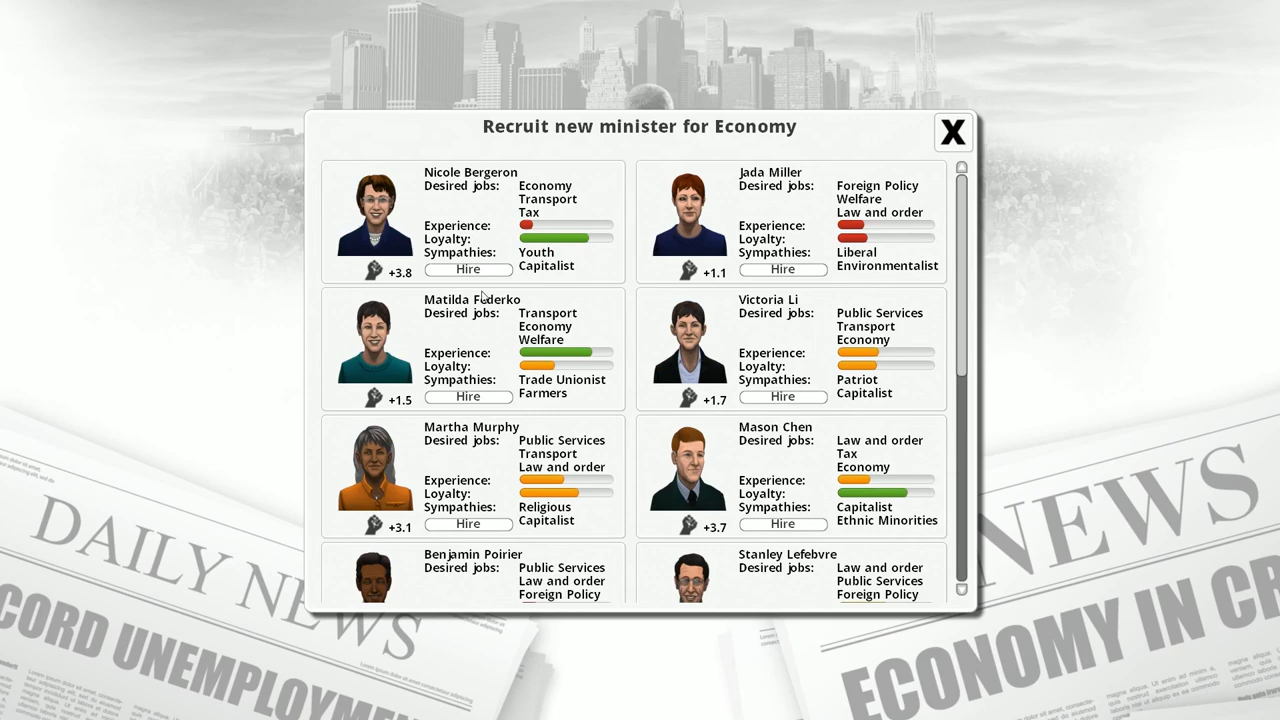 Recruit new minister for Economy
X
Nicole Bergeron
Desired jobs: Economy
Transport
Tax
Experience:
Loyalty:
Sympathies: Youth
Capitalist
+3.8 Hire
Jada Miller
Desired jobs: Foreign Policy
Welfare
Law and order
Experience:
Loyalty:
Sympathies: Liberal
Environmentalist
+1.1 Hire
Matilda Federko
Desired jobs: Transport
Economy
Welfare
Experience:
Loyalty:
Sympathies: Trade Unionist
Farmers
+1.5 Hire
Victoria Li
Desired jobs: Public Services
Transport
Economy
Experience:
Loyalty:
Sympathies: Patriot
Capitalist
+1.7 Hire
Martha Murphy
Desired jobs: Public Services
Transport
Law and order
Experience:
Loyalty:
Sympathies: Religious
Capitalist
+3.1 Hire
Mason Chen
Desired jobs: Law and order
Tax
Economy
Experience:
Loyalty:
Sympathies: Capitalist
Ethnic Minorities
+3.7 Hire
Benjamin Poirier
Desired jobs: Public Services
Law and order
Foreign Policy
Stanley Lefebvre
Desired jobs: Law and order
Public Services
Foreign Policy
DAILY NEWS
CORD UNEMPLOYME
NEWS
ECONOMY IN CR